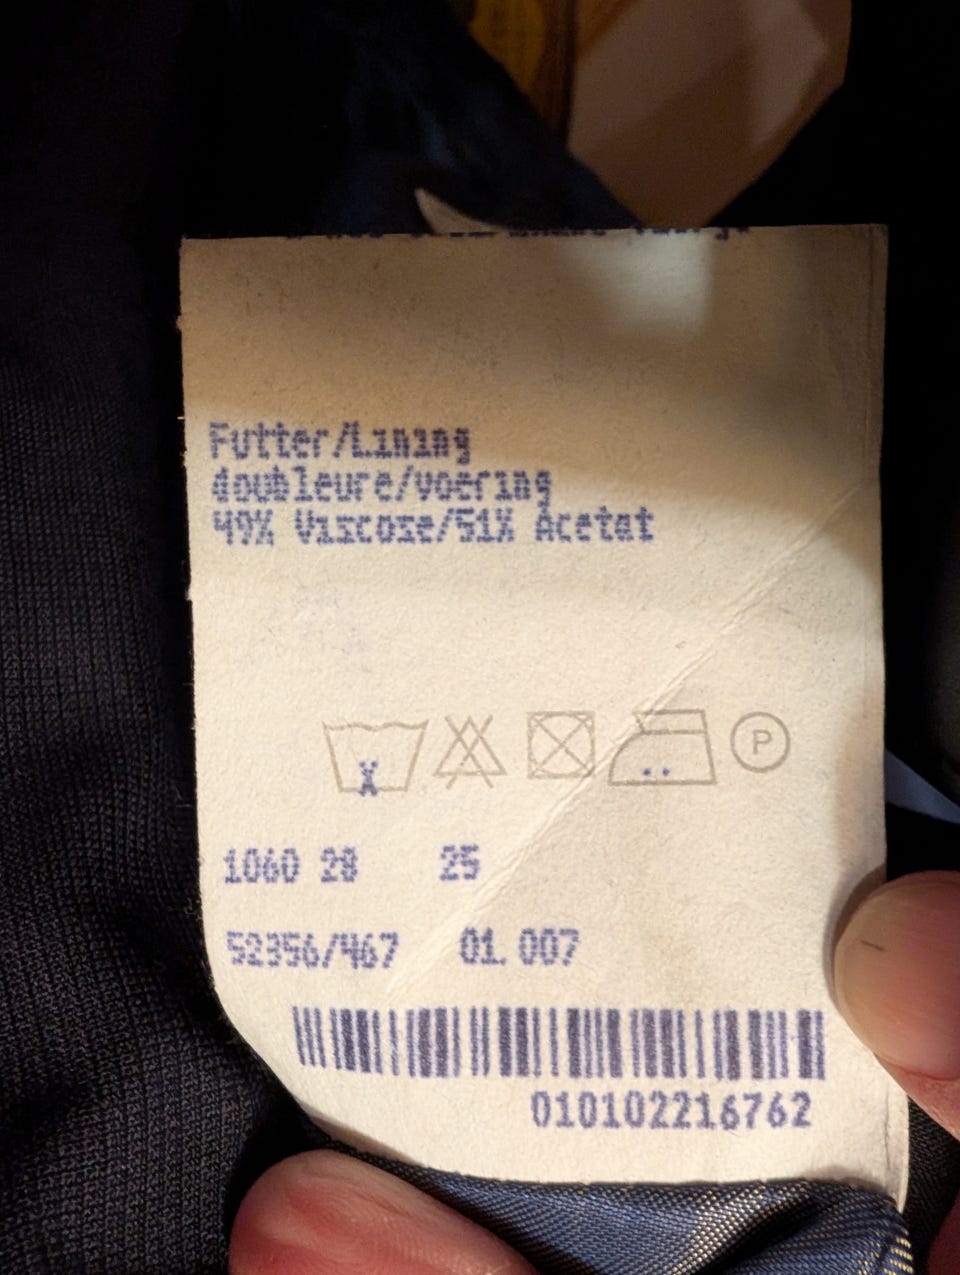 Futter/Lining
doubleure/voering
49% Viscose/51% Acetat
X
P
1060 28 25
52356/467 01.007
010102216762